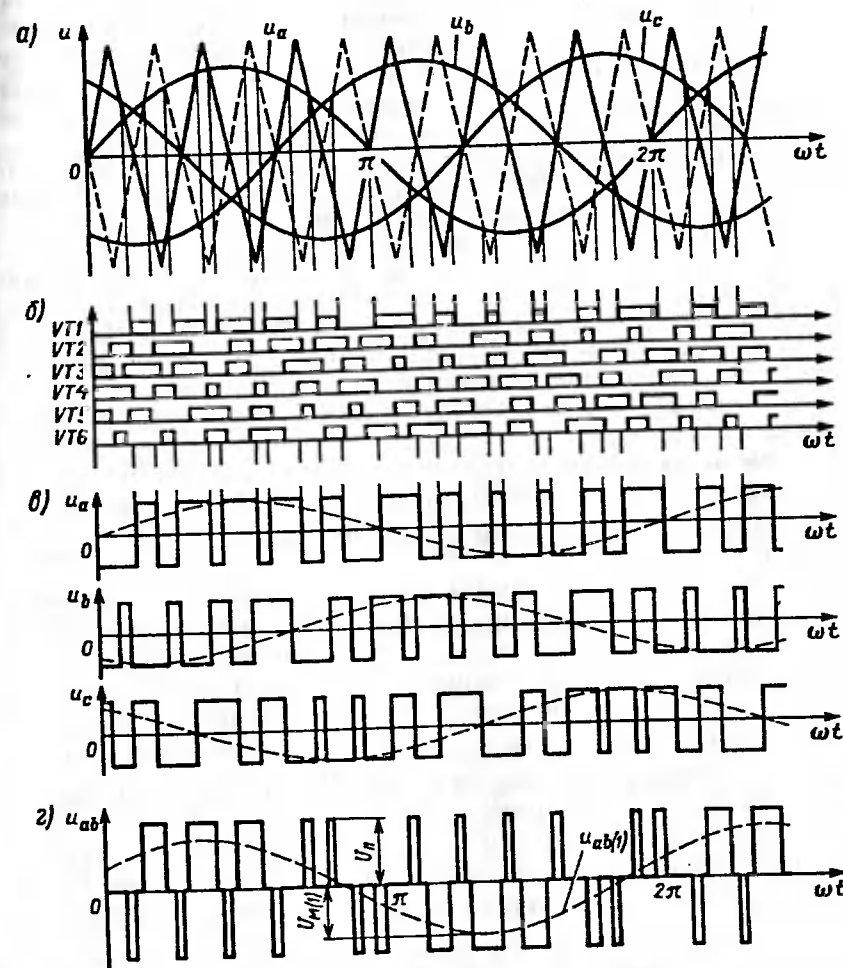 а) u u_a u_b u_c
0 π 2π ωt
б)
VT1
VT2
VT3
VT4
VT5
VT6
ωt
в) u_a
0 ωt
u_b
0 ωt
u_c
0 ωt
г) u_ab
U_п u_ab(1)
0 π 2π ωt
U_м(1)